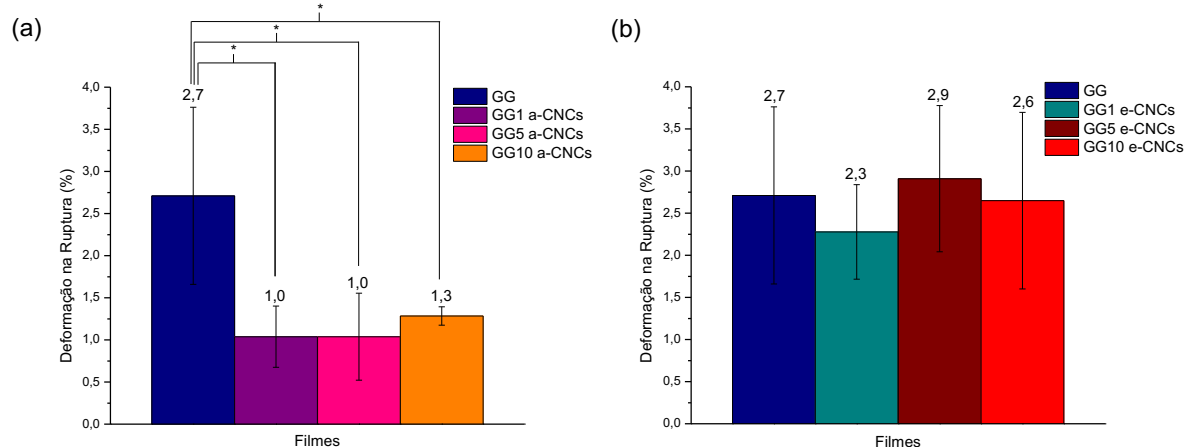 (a)
*
*
*
4,0
3,5
3,0
2,5
2,0
1,5
1,0
0,5
0,0
Deformação na Ruptura (%)
2,7
1,0
1,0
1,3
GG
GG1 a-CNCs
GG5 a-CNCs
GG10 a-CNCs
Filmes
(b)
4,0
3,5
3,0
2,5
2,0
1,5
1,0
0,5
0,0
Deformação na Ruptura (%)
2,7
2,3
2,9
2,6
GG
GG1 e-CNCs
GG5 e-CNCs
GG10 e-CNCs
Filmes